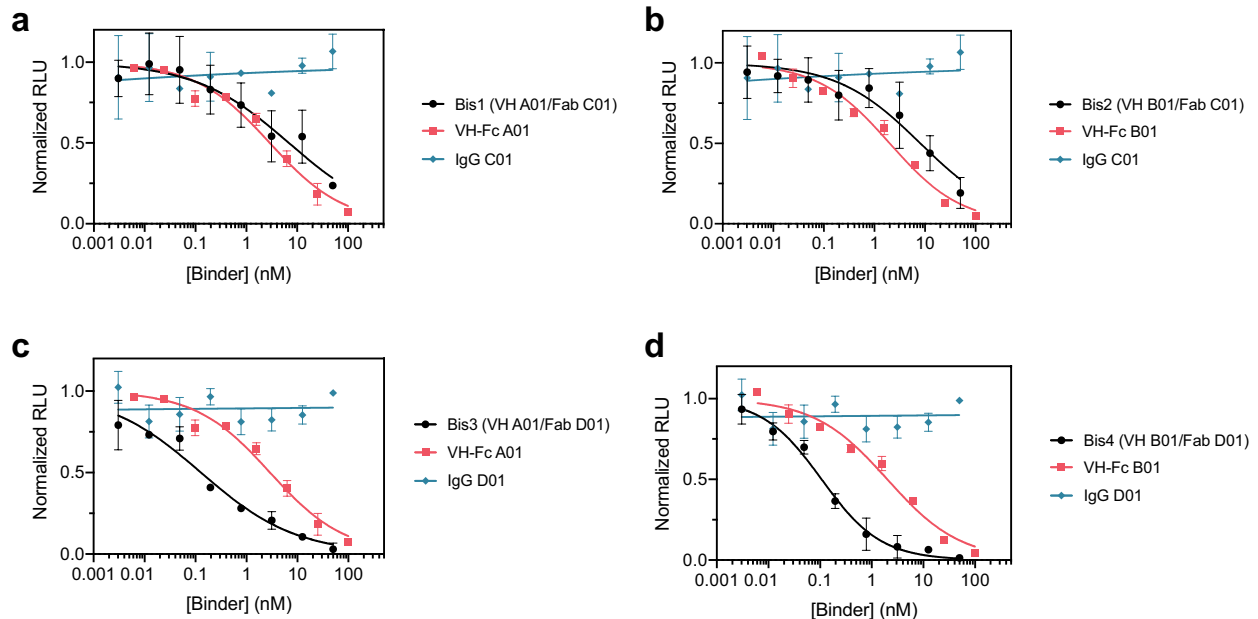 a
Normalized RLU
1.0
0.5
0.0
0.001 0.01 0.1 1 10 100
[Binder] (nM)
Bis1 (VH A01/Fab C01)
VH-Fc A01
IgG C01
b
Normalized RLU
1.0
0.5
0.0
0.001 0.01 0.1 1 10 100
[Binder] (nM)
Bis2 (VH B01/Fab C01)
VH-Fc B01
IgG C01
c
Normalized RLU
1.0
0.5
0.0
0.001 0.01 0.1 1 10 100
[Binder] (nM)
Bis3 (VH A01/Fab D01)
VH-Fc A01
IgG D01
d
Normalized RLU
1.0
0.5
0.0
0.001 0.01 0.1 1 10 100
[Binder] (nM)
Bis4 (VH B01/Fab D01)
VH-Fc B01
IgG D01